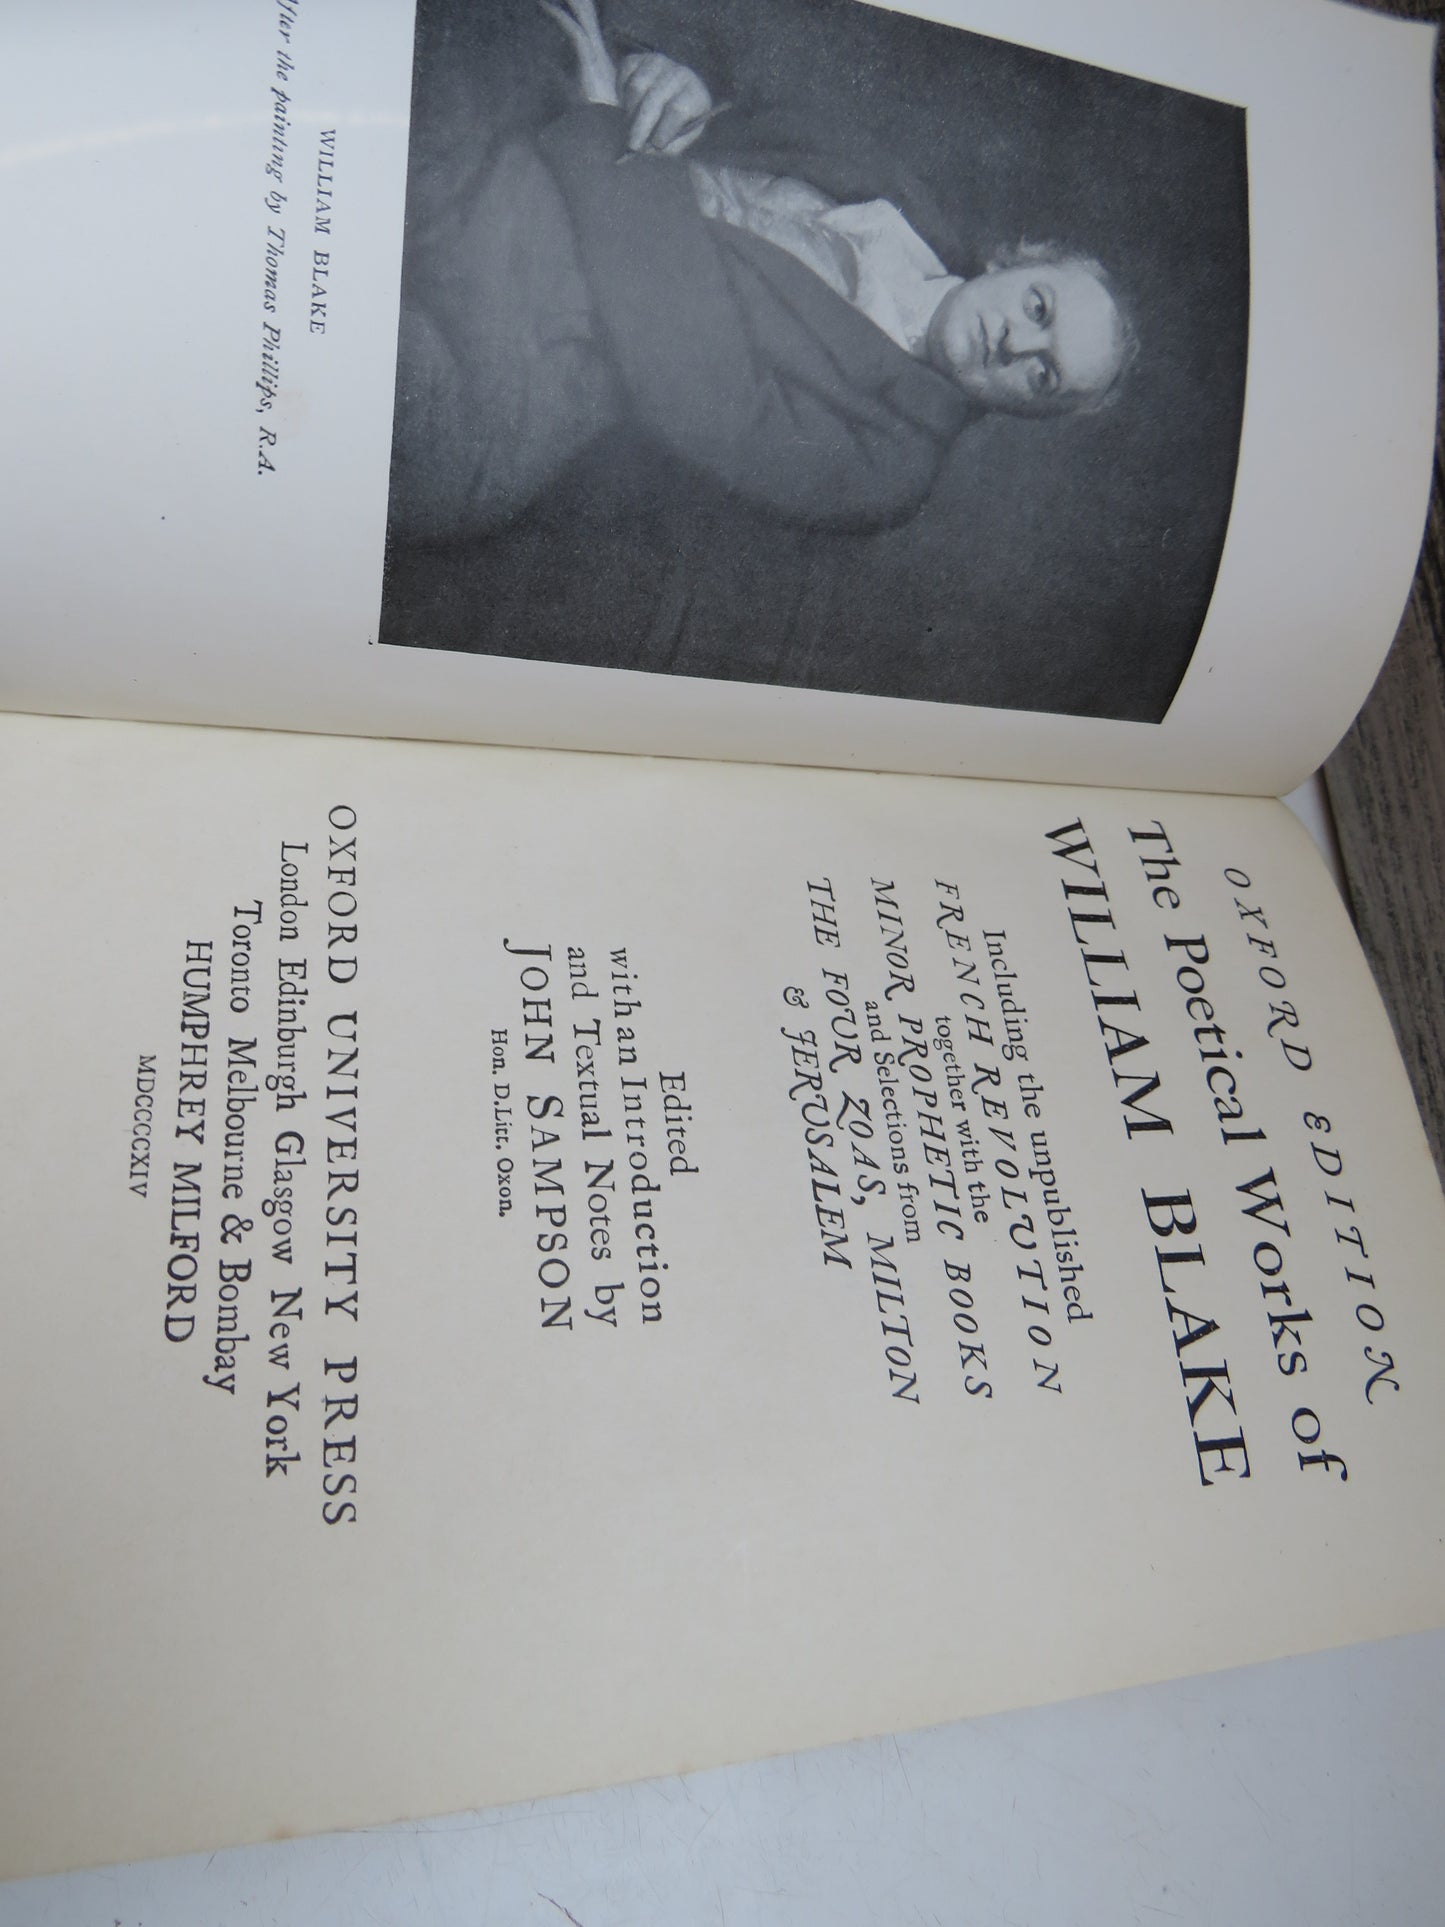 WILLIAM BLAKE
After the painting by Thomas Phillips, R.A.
OXFORD EDITION
The Poetical Works of
WILLIAM BLAKE
Including the unpublished
FRENCH REVOLUTION
together with the
MINOR PROPHETIC BOOKS
and Selections from
THE FOUR ZOAS, MILTON
& JERUSALEM
Edited
with an Introduction
and Textual Notes by
JOHN SAMPSON
Hon. D.Litt. Oxon.
OXFORD UNIVERSITY PRESS
London Edinburgh Glasgow New York
Toronto Melbourne & Bombay
HUMPHREY MILFORD
MDCCCCXIV